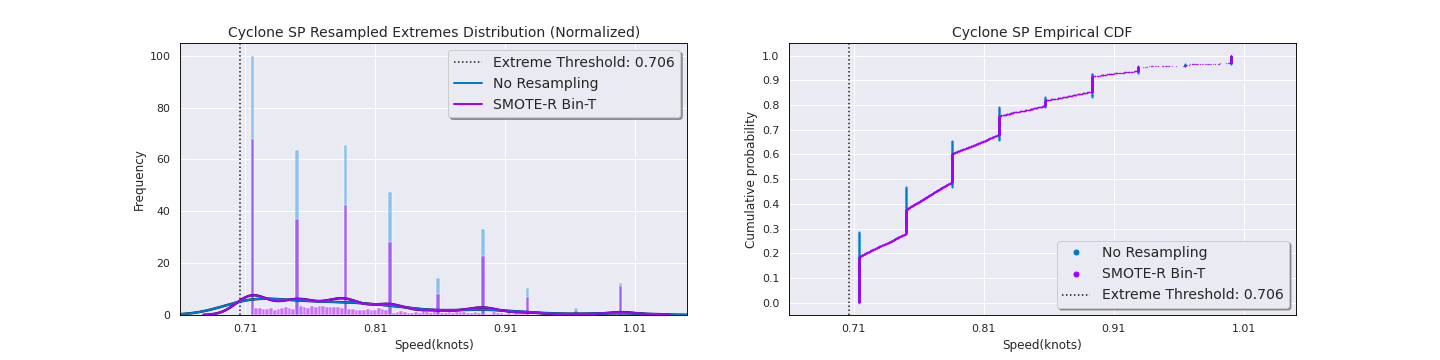 Cyclone SP Resampled Extremes Distribution (Normalized)
Frequency
100
80
60
40
20
0
Extreme Threshold: 0.706
No Resampling
SMOTE-R Bin-T
0.71
0.81
0.91
1.01
Speed(knots)
Cyclone SP Empirical CDF
Cumulative probability
1.0
0.9
0.8
0.7
0.6
0.5
0.4
0.3
0.2
0.1
0.0
No Resampling
SMOTE-R Bin-T
Extreme Threshold: 0.706
0.71
0.81
0.91
1.01
Speed(knots)